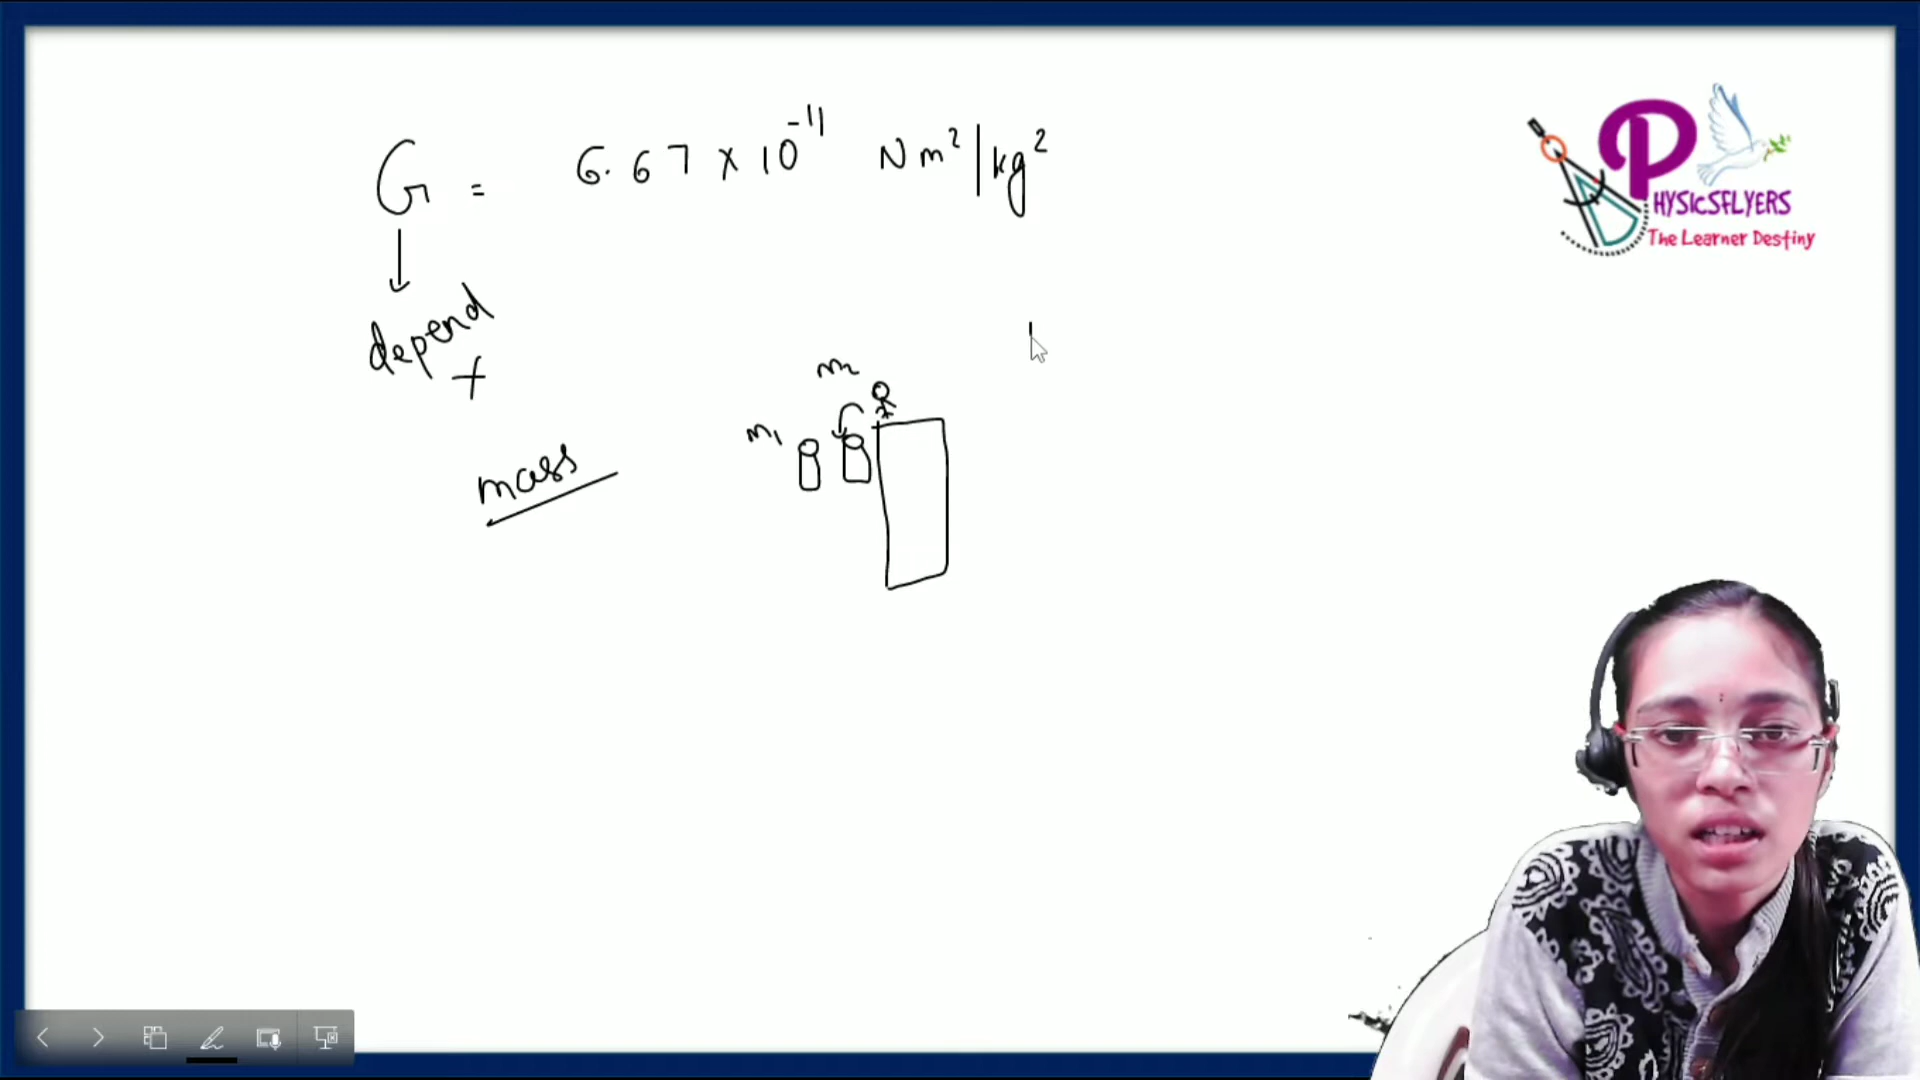 G = 6.67 × 10⁻¹¹ Nm²/kg²
PHYSICSFLYERS
The Learner Destiny
depend
×
m₂
m₁
mass